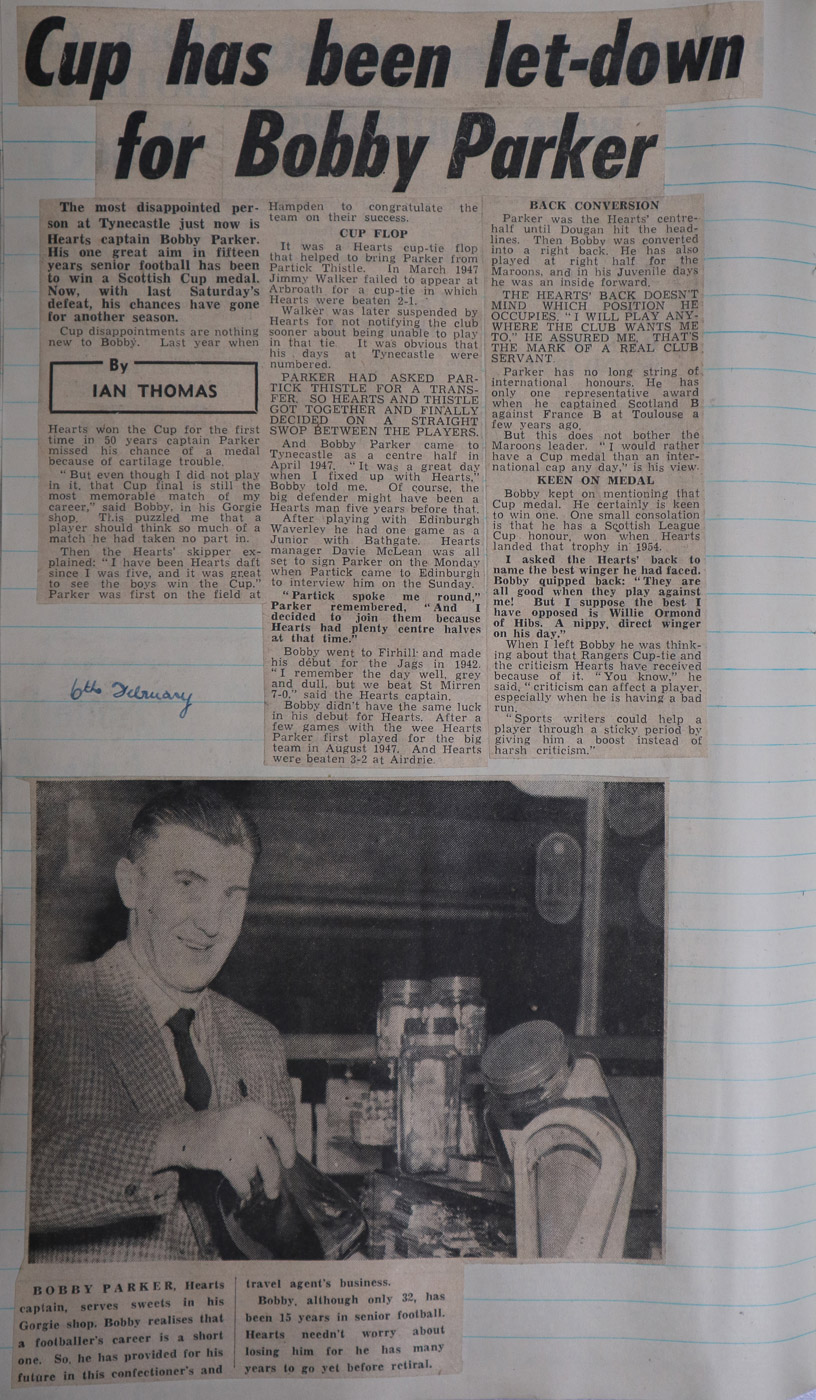 Cup has been let-down
for Bobby Parker
The most disappointed per-
son at Tynecastle just now is
Hearts captain Bobby Parker.
His one great aim in fifteen
years senior football has been
to win a Scottish Cup medal.
Now, with last Saturday's
defeat, his chances have gone
for another season.
Cup disappointments are nothing
new to Bobby. Last year when
By
IAN THOMAS
Hearts won the Cup for the first
time in 50 years captain Parker
missed his chance of a medal
because of cartilage trouble.
"But even though I did not play
in it, that Cup final is still the
most memorable match of my
career," said Bobby, in his Gorgie
shop. This puzzled me that a
player should think so much of a
match he had taken no part in.
Then the Hearts' skipper ex-
plained: "I have been Hearts daft
since I was five, and it was great
to see the boys win the Cup."
Parker was first on the field at
Hampden to congratulate the
team on their success.
CUP FLOP
It was a Hearts cup-tie flop
that helped to bring Parker from
Partick Thistle. In March 1947
Jimmy Walker failed to appear at
Arbroath for a cup-tie in which
Hearts were beaten 2-1.
Walker was later suspended by
Hearts for not notifying the club
sooner about being unable to play
in that tie. It was obvious that
his days at Tynecastle were
numbered.
PARKER HAD ASKED PAR-
TICK THISTLE FOR A TRANS-
FER, SO HEARTS AND THISTLE
GOT TOGETHER AND FINALLY
DECIDED ON A STRAIGHT
SWOP BETWEEN THE PLAYERS.
And Bobby Parker came to
Tynecastle as a centre half in
April 1947. "It was a great day
when I fixed up with Hearts,"
Bobby told me. Of course, the
big defender might have been a
Hearts man five years before that.
After playing with Edinburgh
Waverley he had one game as a
Junior with Bathgate. Hearts
manager Davie McLean was all
set to sign Parker on the Monday
when Partick came to Edinburgh
to interview him on the Sunday.
"Partick spoke me round,"
Parker remembered, "And I
decided to join them because
Hearts had plenty centre halves
at that time."
Bobby went to Firhill and made
his debut for the Jags in 1942.
"I remember the day well, grey
and dull, but we beat St Mirren
7-0," said the Hearts captain.
Bobby didn't have the same luck
in his debut for Hearts. After a
few games with the wee Hearts
Parker first played for the big
team in August 1947. And Hearts
were beaten 3-2 at Airdrie.
BACK CONVERSION
Parker was the Hearts' centre-
half until Dougan hit the head-
lines. Then Bobby was converted
into a right back. He has also
played at right half for the
Maroons, and in his Juvenile days
he was an inside forward.
THE HEARTS' BACK DOESN'T
MIND WHICH POSITION HE
OCCUPIES. "I WILL PLAY ANY-
WHERE THE CLUB WANTS ME
TO," HE ASSURED ME. THAT'S
THE MARK OF A REAL CLUB
SERVANT.
Parker has no long string of
international honours. He has
only one representative award
when he captained Scotland B
against France B at Toulouse a
few years ago.
But this does not bother the
Maroons leader. "I would rather
have a Cup medal than an inter-
national cap any day," is his view.
KEEN ON MEDAL
Bobby kept on mentioning that
Cup medal. He certainly is keen
to win one. One small consolation
is that he has a Scottish League
Cup honour, won when Hearts
landed that trophy in 1954.
I asked the Hearts' back to
name the best winger he had faced.
Bobby quipped back: "They are
all good when they play against
me! But I suppose the best I
have opposed is Willie Ormond
of Hibs. A nippy, direct winger
on his day."
When I left Bobby he was think-
ing about that Rangers Cup-tie and
the criticism Hearts have received
because of it. "You know," he
said, "criticism can affect a player,
especially when he is having a bad
run.
"Sports writers could help a
player through a sticky period by
giving him a boost instead of
harsh criticism."
6th February
BOBBY PARKER, Hearts
captain, serves sweets in his
Gorgie shop. Bobby realises that
a footballer's career is a short
one. So, he has provided for his
future in this confectioner's and
travel agent's business.
Bobby, although only 32, has
been 15 years in senior football.
Hearts needn't worry about
losing him for he has many
years to go yet before retiral.